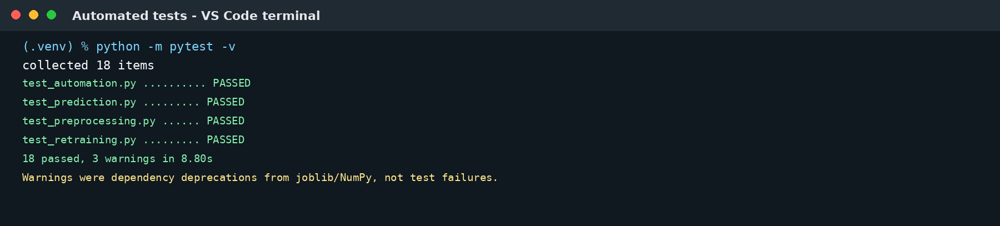 Automated tests - VS Code terminal
(.venv) % python -m pytest -v
collected 18 items
test_automation.py .......... PASSED
test_prediction.py ......... PASSED
test_preprocessing.py ...... PASSED
test_retraining.py ......... PASSED
18 passed, 3 warnings in 8.80s
Warnings were dependency deprecations from joblib/NumPy, not test failures.